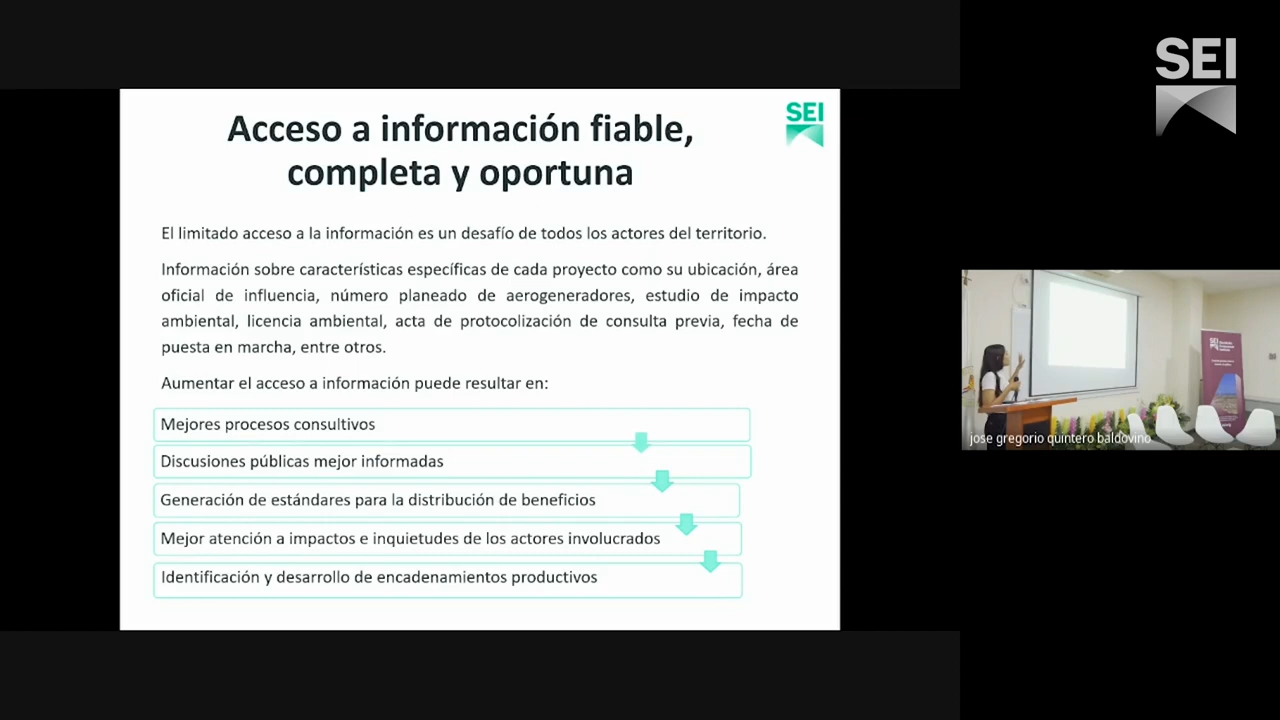 Acceso a información fiable,
completa y oportuna
SEI
El limitado acceso a la información es un desafío de todos los actores del territorio.
Información sobre características específicas de cada proyecto como su ubicación, área
oficial de influencia, número planeado de aerogeneradores, estudio de impacto
ambiental, licencia ambiental, acta de protocolización de consulta previa, fecha de
puesta en marcha, entre otros.
Aumentar el acceso a información puede resultar en:
Mejores procesos consultivos
Discusiones públicas mejor informadas
Generación de estándares para la distribución de beneficios
Mejor atención a impactos e inquietudes de los actores involucrados
Identificación y desarrollo de encadenamientos productivos
SEI
SEI
jose gregorio quintero baldovino